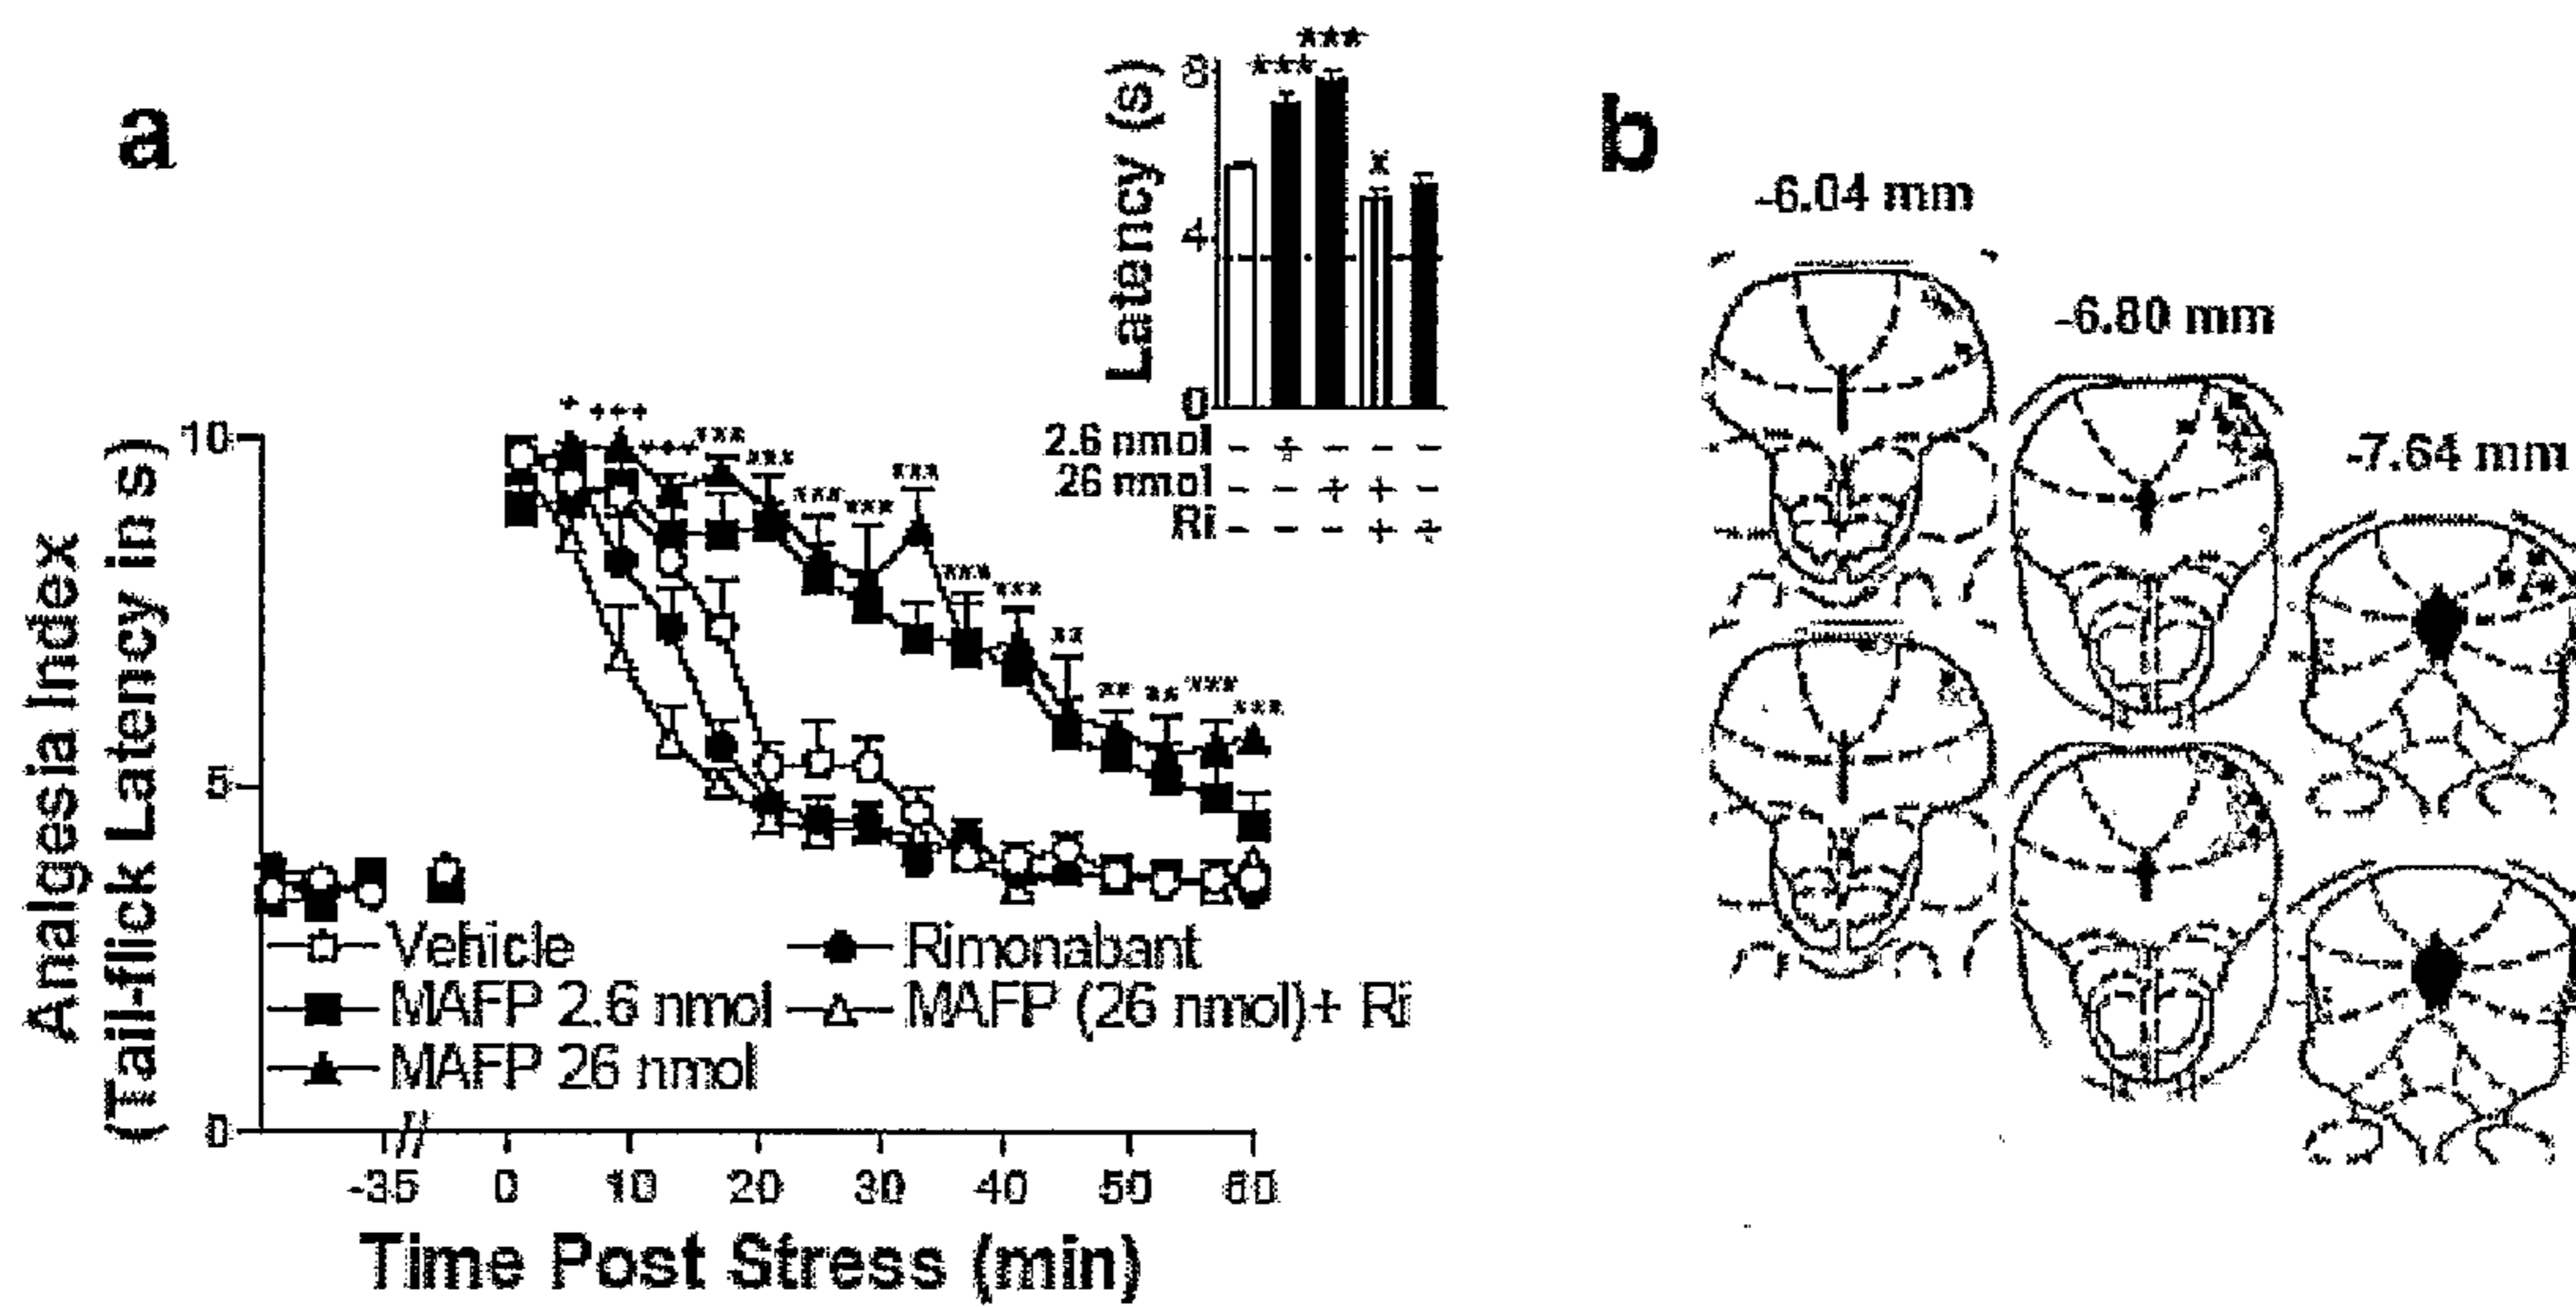 a
Latency (s)
8
4
0
2.6 nmol - + - - -
26 nmol - - + + -
Ri - - - + +
*** *** x
Analgesia Index
(Tail-flick Latency in s)
10
5
0
+ +++ +++ *** *** *** *** *** *** *** ** ** ** *** ***
Vehicle
MAFP 2.6 nmol
MAFP 26 nmol
Rimonabant
MAFP (26 nmol)+ Ri
-35 0 10 20 30 40 50 60
Time Post Stress (min)
b
-6.04 mm
-6.80 mm
-7.64 mm